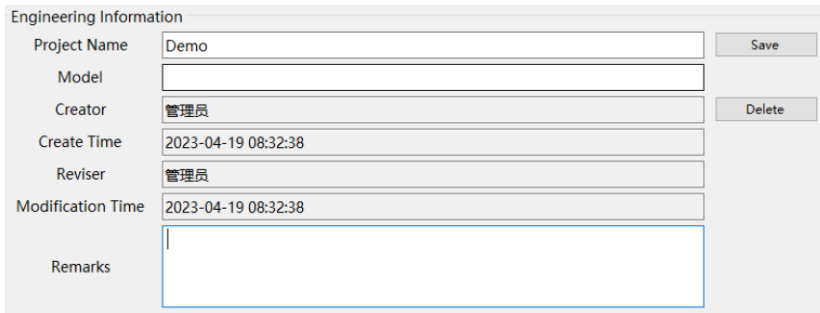 Engineering Information
Project Name Demo Save
Model
Creator 管理员 Delete
Create Time 2023-04-19 08:32:38
Reviser 管理员
Modification Time 2023-04-19 08:32:38
Remarks